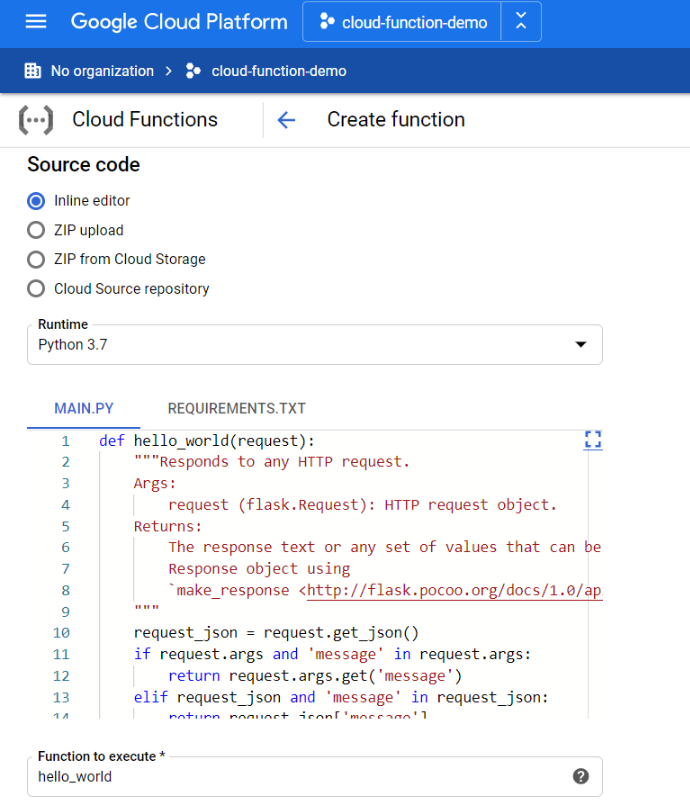 Google Cloud Platform cloud-function-demo
No organization > cloud-function-demo
(···) Cloud Functions ← Create function
Source code
Inline editor
ZIP upload
ZIP from Cloud Storage
Cloud Source repository
Runtime
Python 3.7
MAIN.PY REQUIREMENTS.TXT
1 def hello_world(request):
2 """Responds to any HTTP request.
3 Args:
4 request (flask.Request): HTTP request object.
5 Returns:
6 The response text or any set of values that can be
7 Response object using
8 `make_response <http://flask.pocoo.org/docs/1.0/ap
9 """
10 request_json = request.get_json()
11 if request.args and 'message' in request.args:
12 return request.args.get('message')
13 elif request_json and 'message' in request_json:
14 return request_json['message']
Function to execute *
hello_world ?